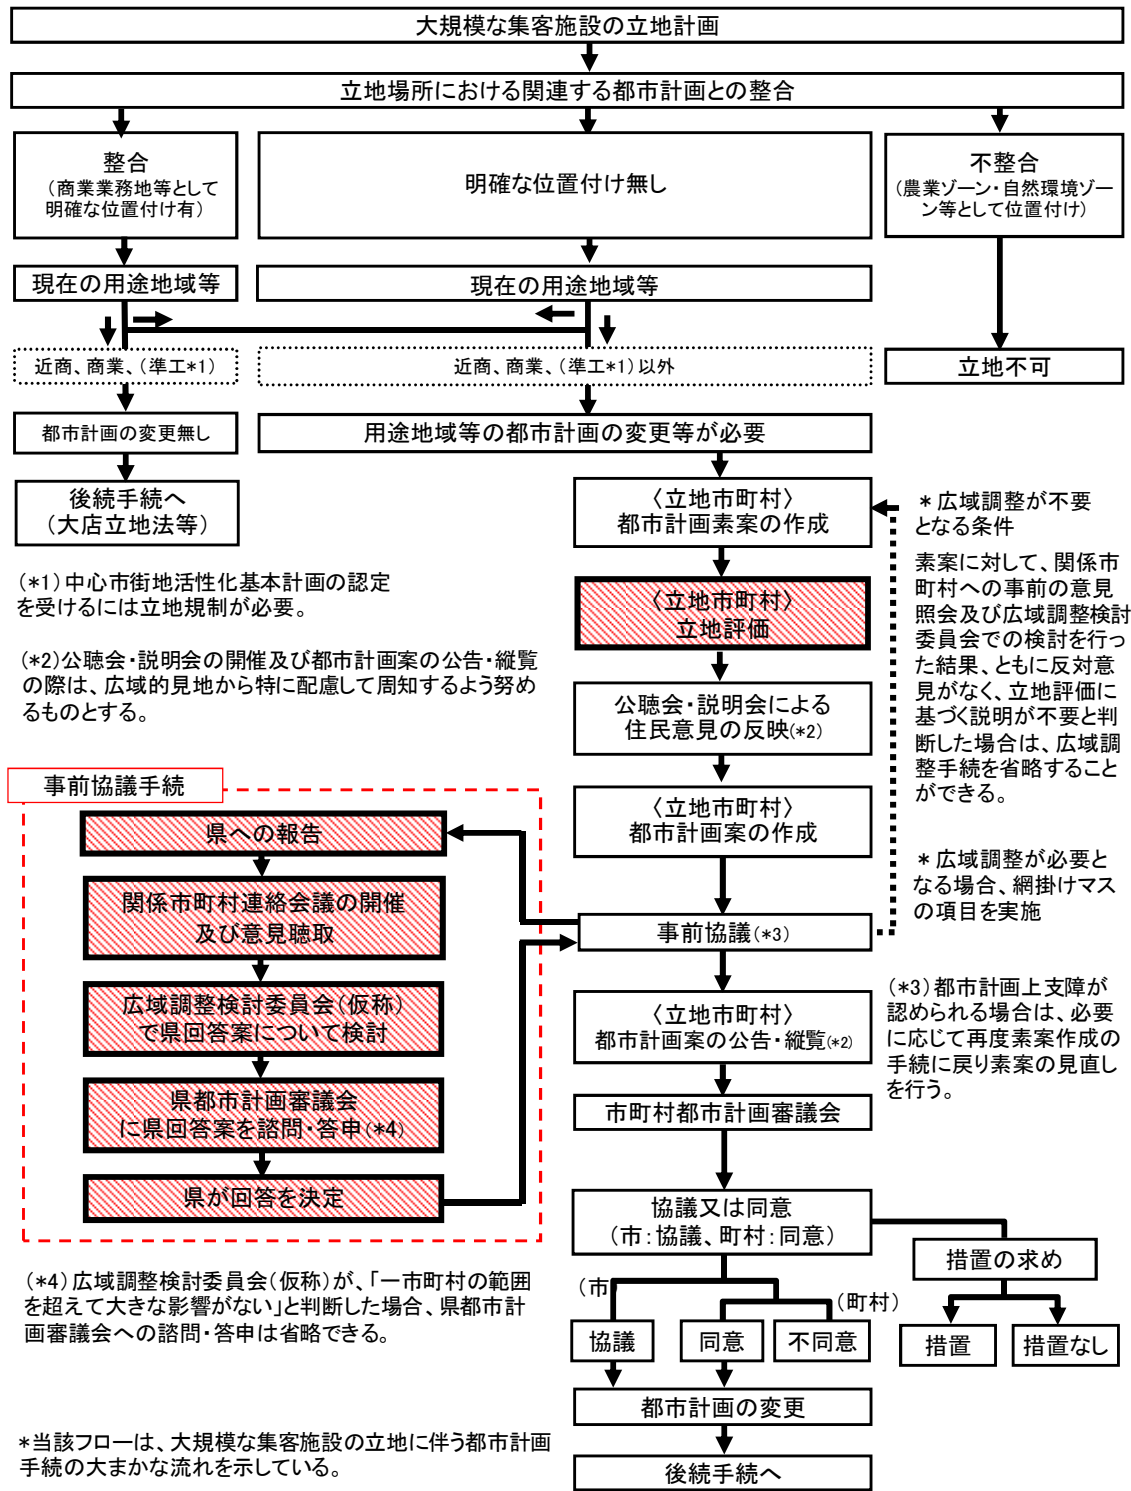 大規模な集客施設の立地計画
立地場所における関連する都市計画との整合
整合
（商業業務地等として
明確な位置付け有）
明確な位置付け無し
不整合
（農業ゾーン・自然環境ゾー
ン等として位置付け）
現在の用途地域等
現在の用途地域等
近商、商業、（準工*1）
近商、商業、（準工*1）以外
立地不可
都市計画の変更無し
用途地域等の都市計画の変更等が必要
後続手続へ
（大店立地法等）
〈立地市町村〉
都市計画素案の作成
＊広域調整が不要
となる条件
素案に対して、関係市
町村への事前の意見
照会及び広域調整検討
委員会での検討を行っ
た結果、ともに反対意
見がなく、立地評価に
基づく説明が不要と判
断した場合は、広域調
整手続を省略すること
ができる。
（*1）中心市街地活性化基本計画の認定
を受けるには立地規制が必要。
〈立地市町村〉
立地評価
（*2）公聴会・説明会の開催及び都市計画案の公告・縦覧
の際は、広域的見地から特に配慮して周知するよう努め
るものとする。
公聴会・説明会による
住民意見の反映（*2）
〈立地市町村〉
都市計画案の作成
＊広域調整が必要と
なる場合、網掛けマス
の項目を実施
事前協議手続
県への報告
関係市町村連絡会議の開催
及び意見聴取
広域調整検討委員会（仮称）
で県回答案について検討
県都市計画審議会
に県回答案を諮問・答申（*4）
県が回答を決定
事前協議（*3）
（*3）都市計画上支障が
認められる場合は、必要
に応じて再度素案作成の
手続に戻り素案の見直し
を行う。
〈立地市町村〉
都市計画案の公告・縦覧（*2）
市町村都市計画審議会
協議又は同意
（市：協議、町村：同意）
措置の求め
（*4）広域調整検討委員会（仮称）が、「一市町村の範囲
を超えて大きな影響がない」と判断した場合、県都市計
画審議会への諮問・答申は省略できる。
（市）
（町村）
協議
同意
不同意
措置
措置なし
都市計画の変更
後続手続へ
＊当該フローは、大規模な集客施設の立地に伴う都市計画
手続の大まかな流れを示している。